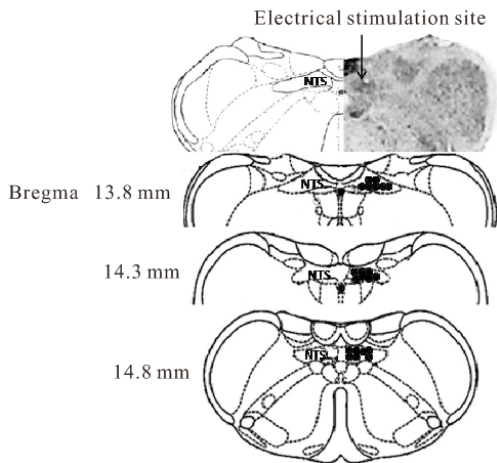 Electrical stimulation site
NTS
Bregma 13.8 mm
NTS
14.3 mm
NTS
14.8 mm
NTS